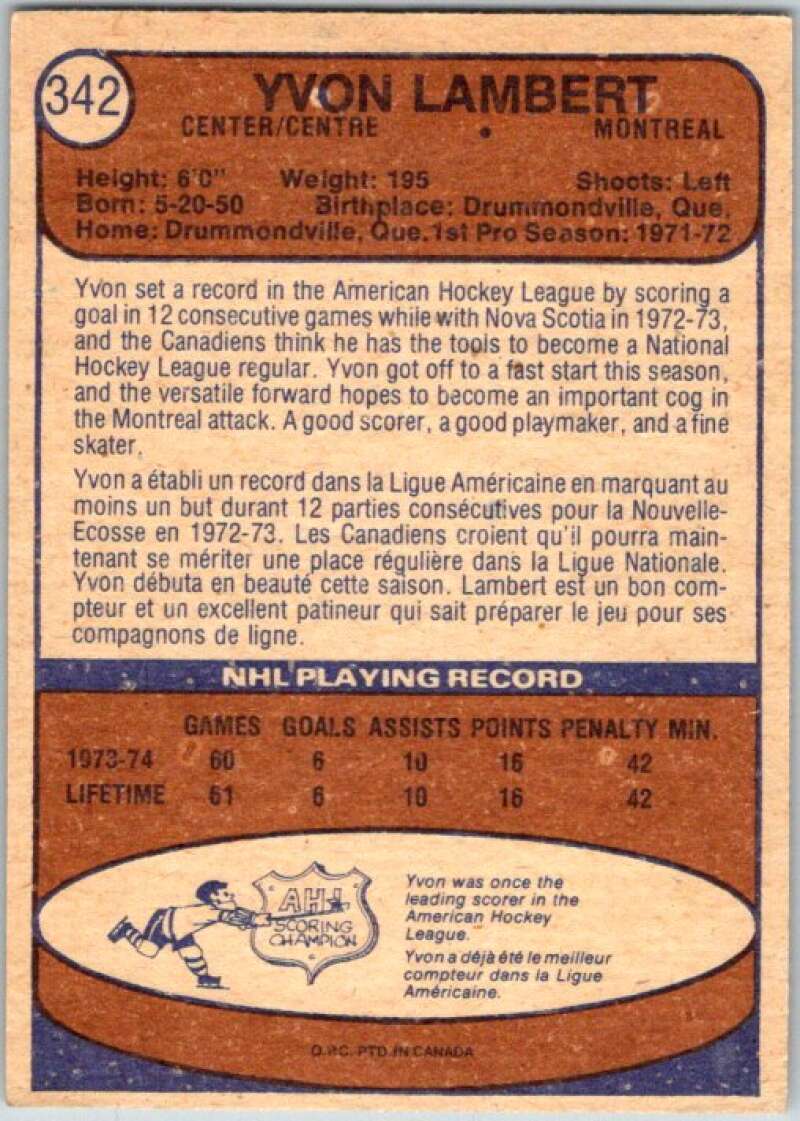 342
YVON LAMBERT
CENTER/CENTRE • MONTREAL
Height: 6'0" Weight: 195 Shoots: Left
Born: 5-20-50 Birthplace: Drummondville, Que.
Home: Drummondville, Que. 1st Pro Season: 1971-72
Yvon set a record in the American Hockey League by scoring a
goal in 12 consecutive games while with Nova Scotia in 1972-73,
and the Canadiens think he has the tools to become a National
Hockey League regular. Yvon got off to a fast start this season,
and the versatile forward hopes to become an important cog in
the Montreal attack. A good scorer, a good playmaker, and a fine
skater.
Yvon a établi un record dans la Ligue Américaine en marquant au
moins un but durant 12 parties consécutives pour la Nouvelle-
Ecosse en 1972-73. Les Canadiens croient qu'il pourra main-
tenant se mériter une place régulière dans la Ligue Nationale.
Yvon débuta en beauté cette saison. Lambert est un bon com-
pteur et un excellent patineur qui sait préparer le jeu pour ses
compagnons de ligne.
NHL PLAYING RECORD
GAMES GOALS ASSISTS POINTS PENALTY MIN.
1973-74 60 6 10 16 42
LIFETIME 61 6 10 16 42
AHL
SCORING
CHAMPION
Yvon was once the
leading scorer in the
American Hockey
League.
Yvon a déjà été le meilleur
compteur dans la Ligue
Américaine.
O.P.C. PTD. IN CANADA